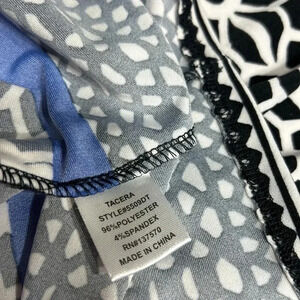 TACERA
STYLE#5509DT
96%POLYESTER
4%SPANDEX
RN#137570
MADE IN CHINA